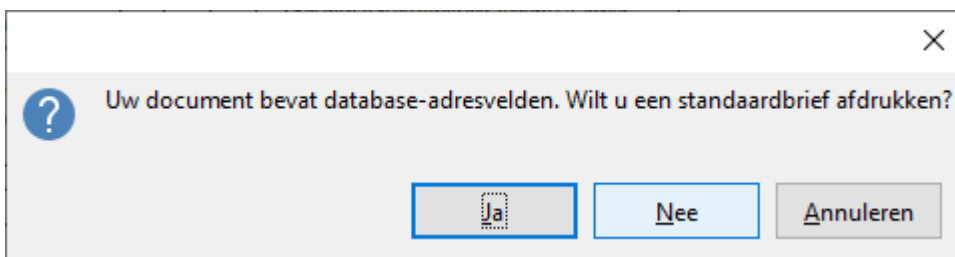 Uw document bevat database-adresvelden. Wilt u een standaardbrief afdrukken?
Ja
Nee
Annuleren